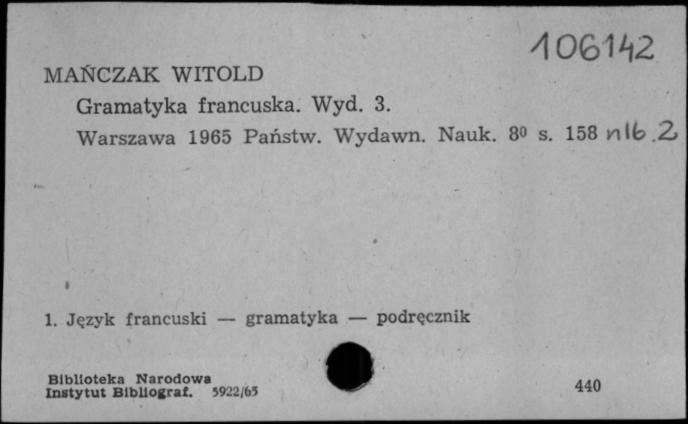 106142
MAŃCZAK WITOLD
Gramatyka francuska. Wyd. 3.
Warszawa 1965 Państw. Wydawn. Nauk. 8⁰ s. 158 nlb. 2
1. Język francuski — gramatyka — podręcznik
Biblioteka Narodowa
Instytut Bibliograf. 5922/65
440